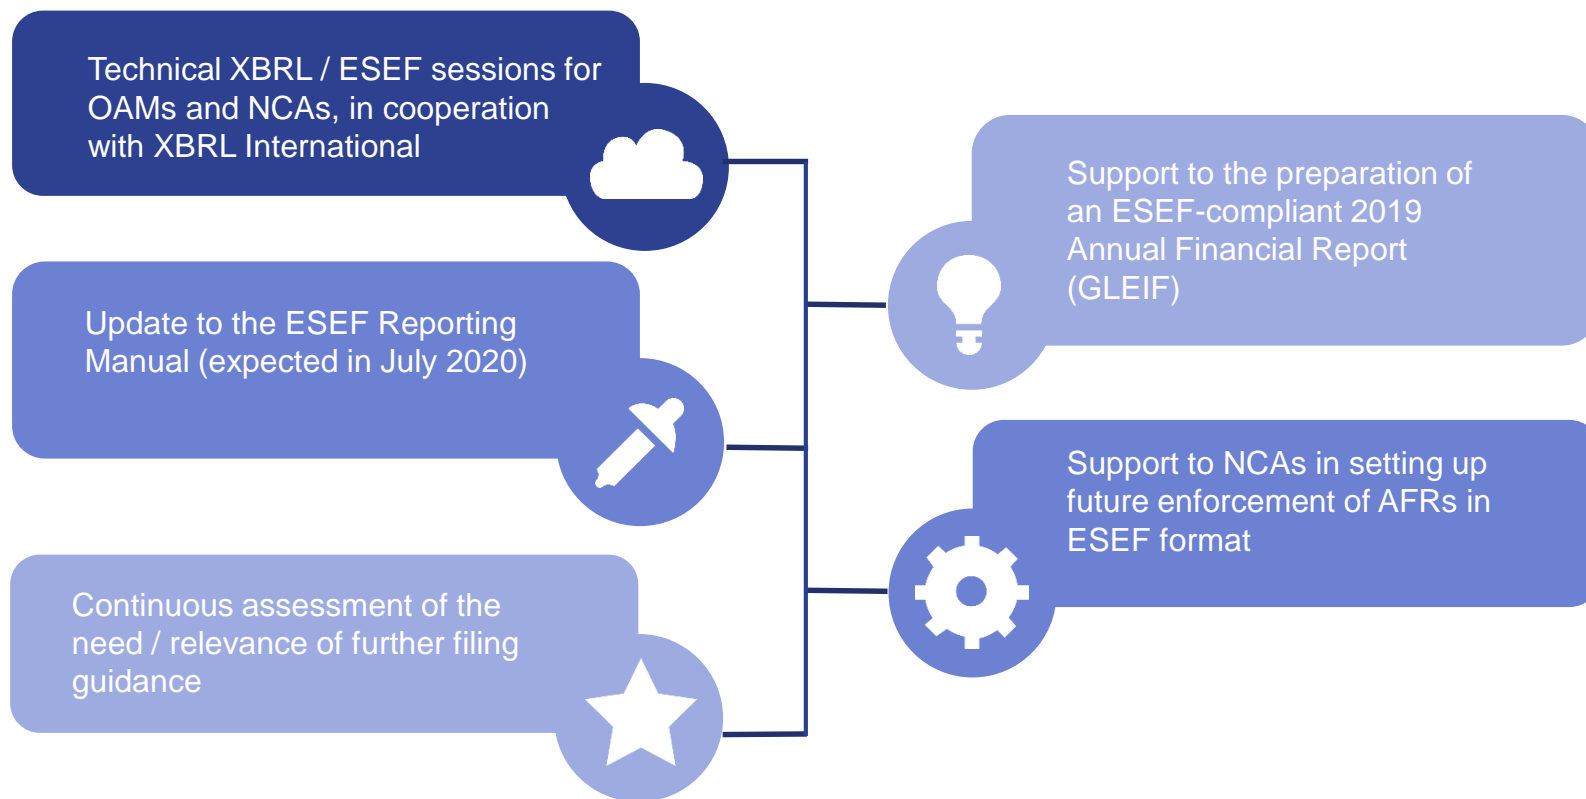 Technical XBRL / ESEF sessions for
OAMs and NCAs, in cooperation
with XBRL International
Support to the preparation of
an ESEF-compliant 2019
Annual Financial Report
(GLEIF)
Update to the ESEF Reporting
Manual (expected in July 2020)
Support to NCAs in setting up
future enforcement of AFRs in
ESEF format
Continuous assessment of the
need / relevance of further filing
guidance